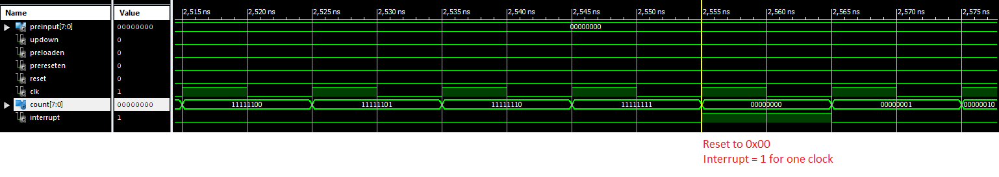 Name Value 2,515 ns 2,520 ns 2,525 ns 2,530 ns 2,535 ns 2,540 ns 2,545 ns 2,550 ns 2,555 ns 2,560 ns 2,565 ns 2,570 ns 2,575 ns
preinput[7:0] 00000000 00000000
updown 0
preloaden 0
prereseten 0
reset 0
clk 1
count[7:0] 00000000 11111100 11111101 11111110 11111111 00000000 00000001 00000010
interrupt 1
Reset to 0x00
Interrupt = 1 for one clock